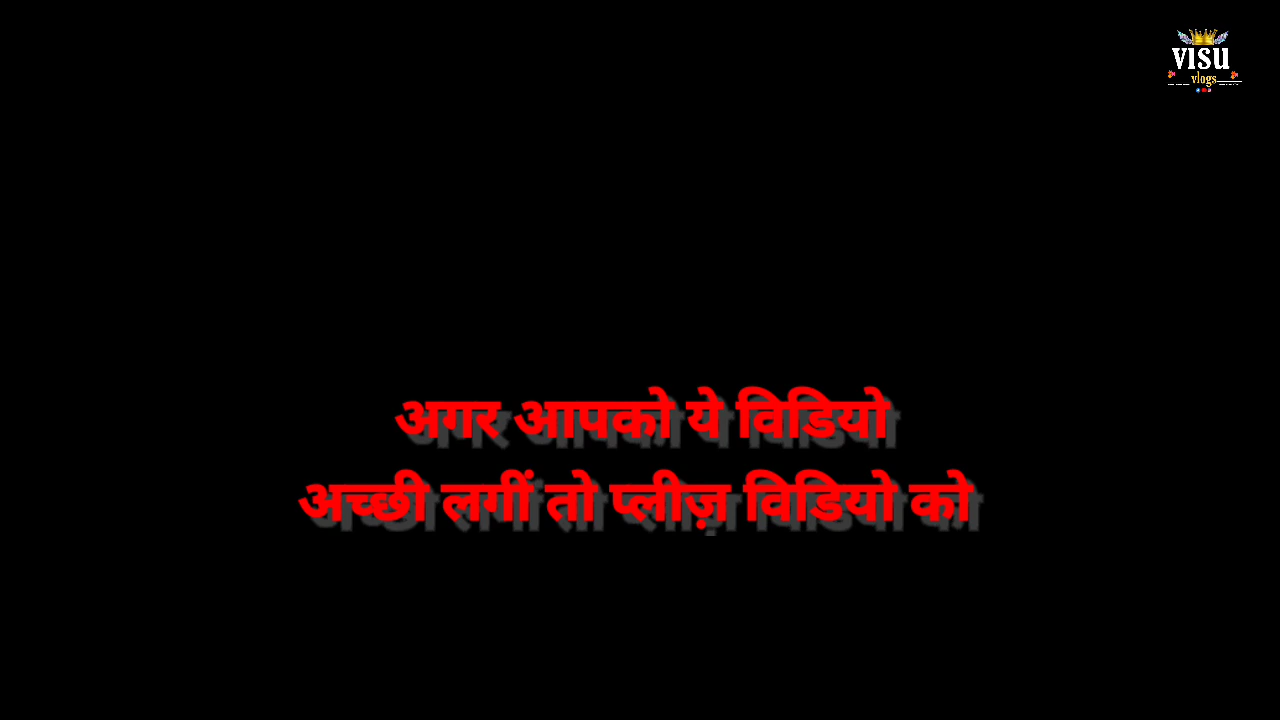 visu
vlogs
अगर आपको ये विडियो
अच्छी लगीं तो प्लीज़ विडियो को